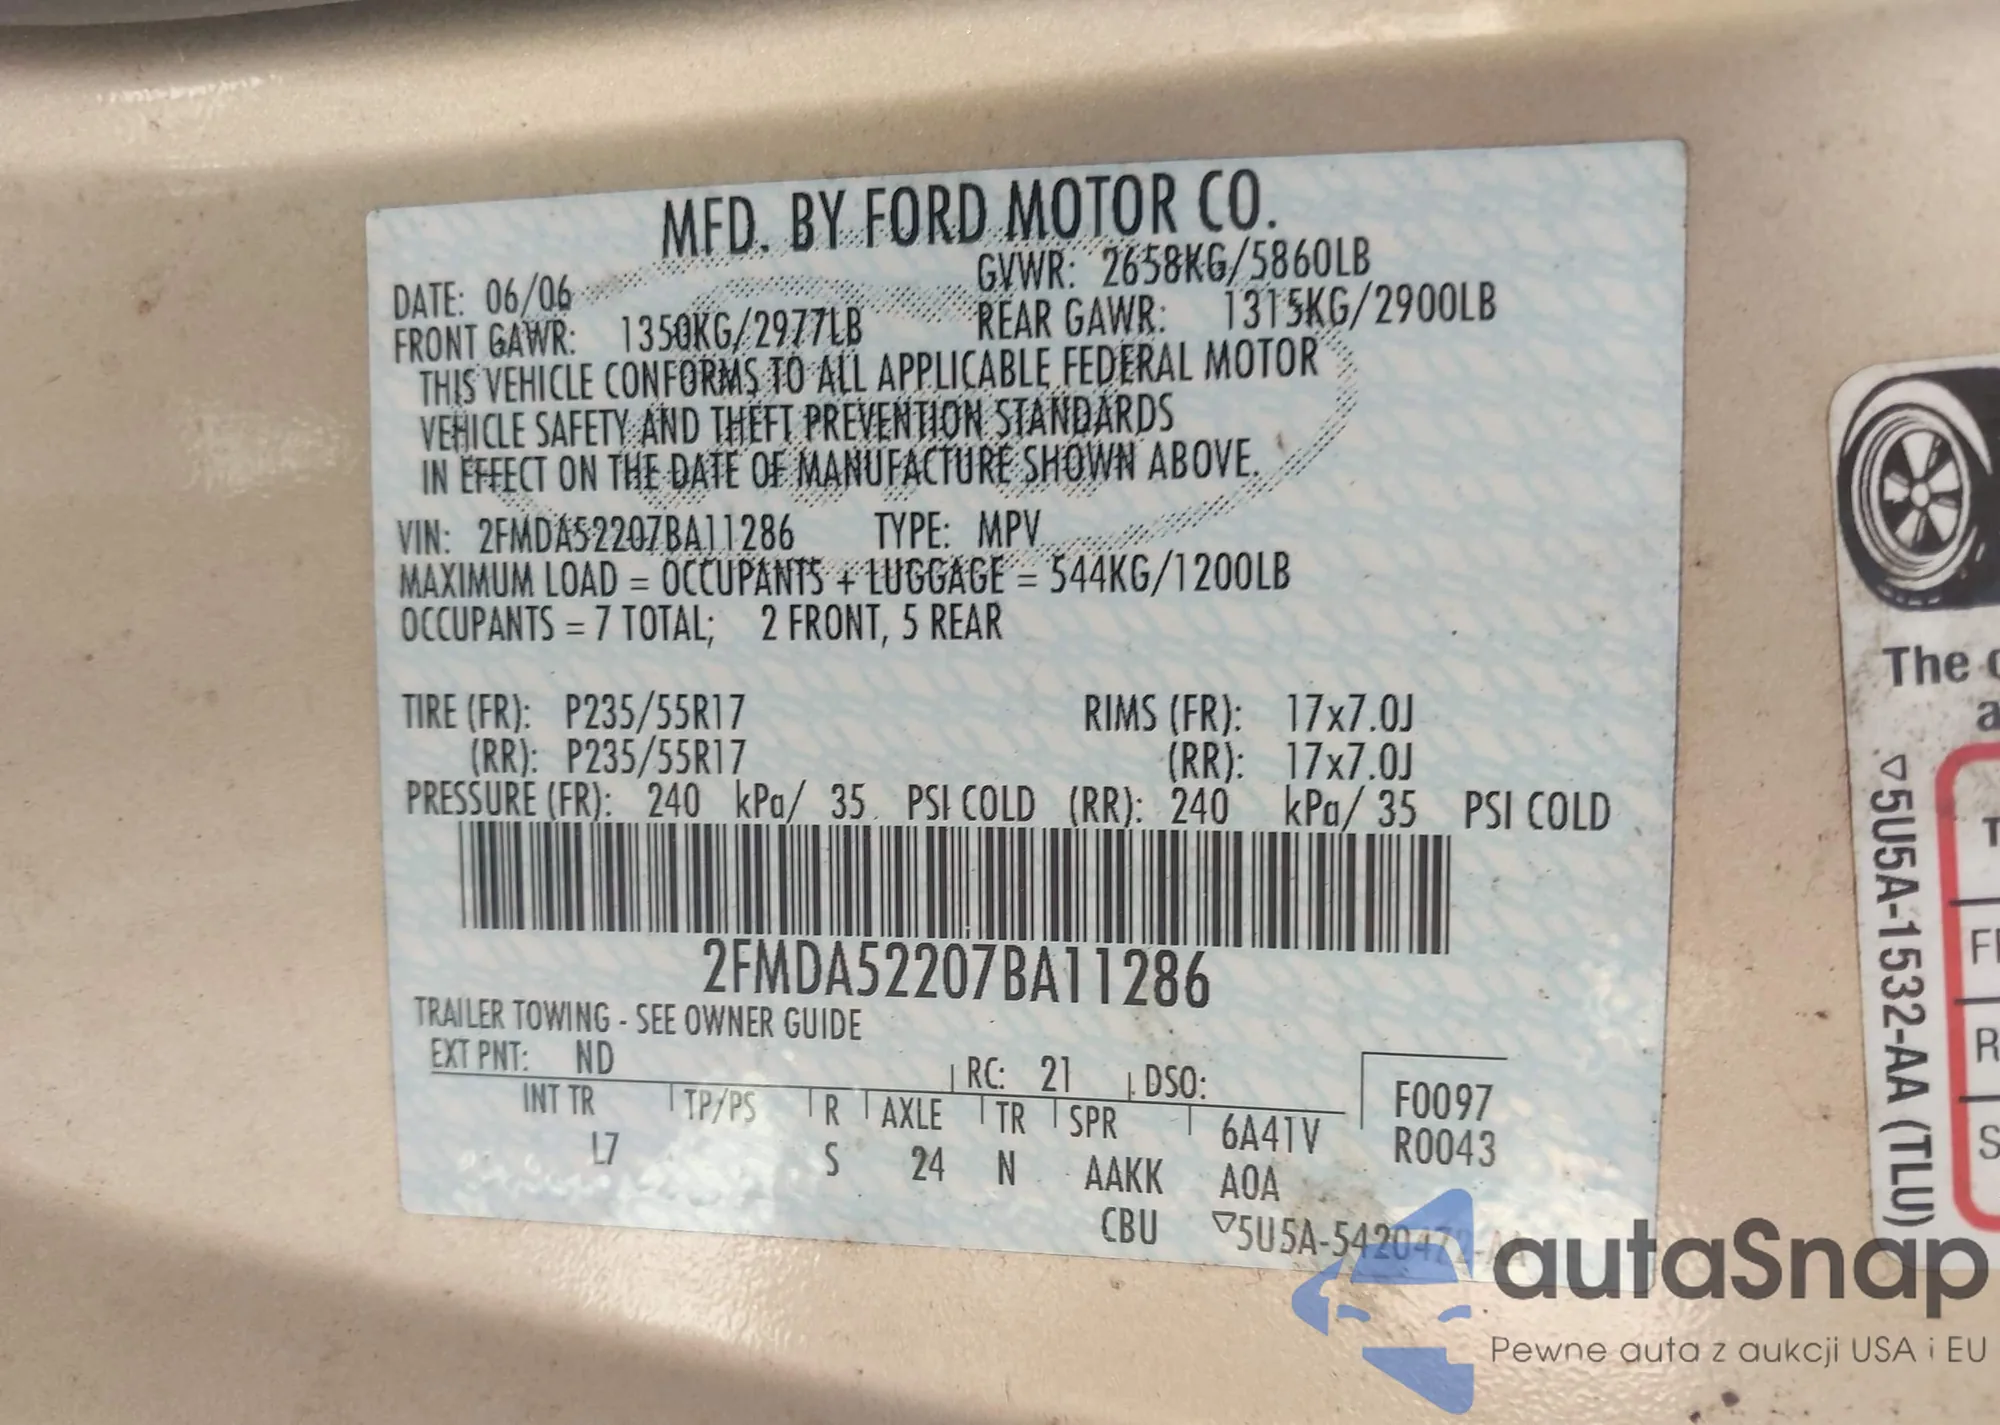 MFD. BY FORD MOTOR CO.
DATE: 06/06 GVWR: 2658KG/5860LB
FRONT GAWR: 1350KG/2977LB REAR GAWR: 1315KG/2900LB
THIS VEHICLE CONFORMS TO ALL APPLICABLE FEDERAL MOTOR
VEHICLE SAFETY AND THEFT PREVENTION STANDARDS
IN EFFECT ON THE DATE OF MANUFACTURE SHOWN ABOVE.
VIN: 2FMDA52207BA11286 TYPE: MPV
MAXIMUM LOAD = OCCUPANTS + LUGGAGE = 544KG/1200LB
OCCUPANTS = 7 TOTAL; 2 FRONT, 5 REAR
TIRE (FR): P235/55R17 RIMS (FR): 17x7.0J
(RR): P235/55R17 (RR): 17x7.0J
PRESSURE (FR): 240 kPa/ 35 PSI COLD (RR): 240 kPa/ 35 PSI COLD
2FMDA52207BA11286
TRAILER TOWING - SEE OWNER GUIDE
EXT PNT: ND RC: 21 DSO:
INT TR TP/PS R AXLE TR SPR 6A41V F0097
L7 S 24 N AAKK A0A R0043
CBU ▽5U5A-5420472-AA
The
▽5U5A-1532-AA (TLU)
autaSnap
Pewne auta z aukcji USA i EU